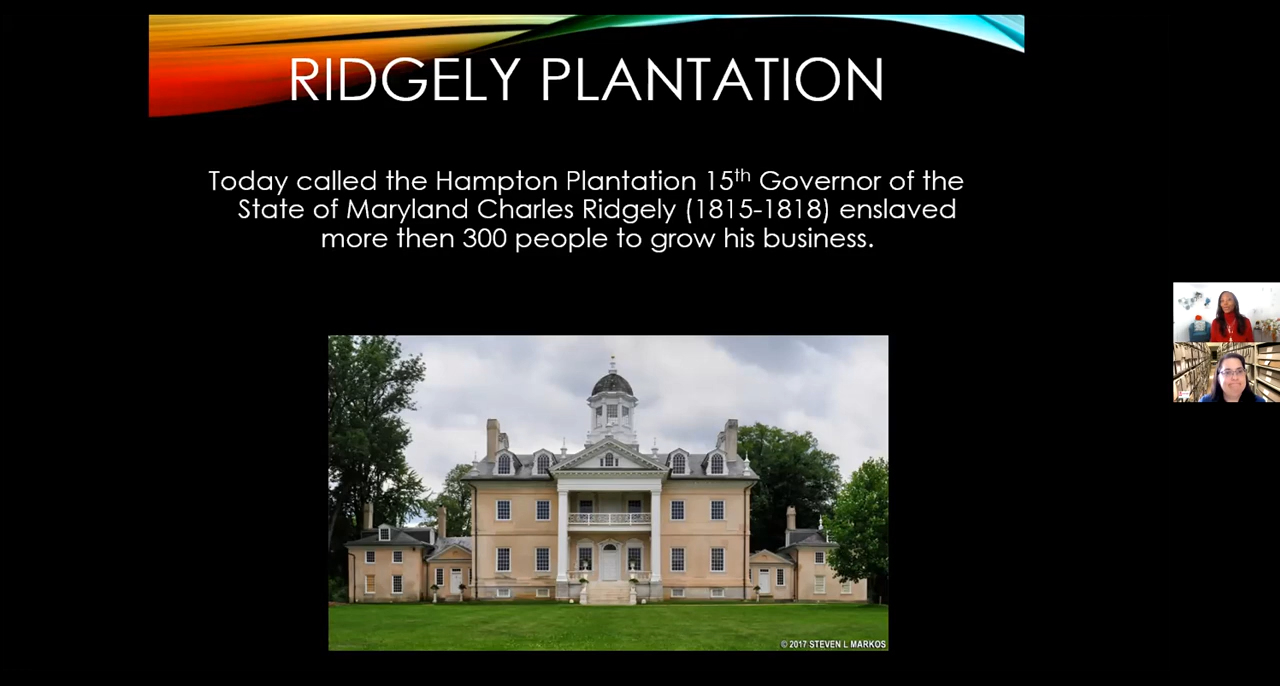 RIDGELY PLANTATION
Today called the Hampton Plantation 15th Governor of the
State of Maryland Charles Ridgely (1815-1818) enslaved
more then 300 people to grow his business.
© 2017 STEVEN L MARKOS